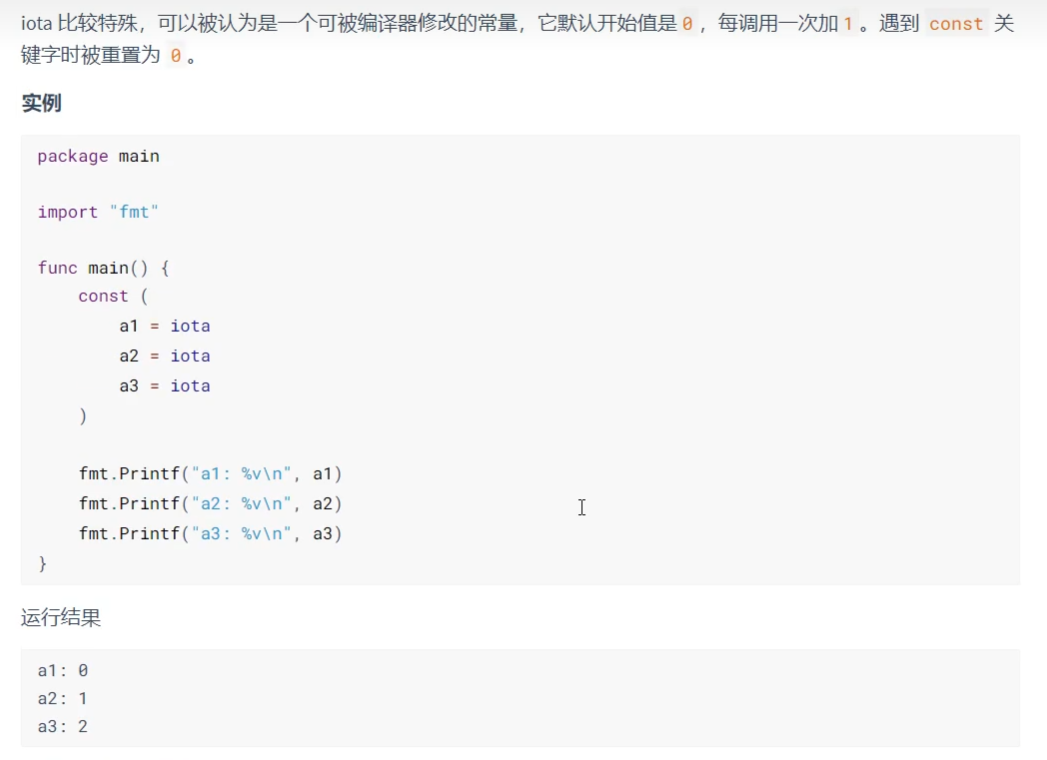 iota 比较特殊，可以被认为是一个可被编译器修改的常量，它默认开始值是 0，每调用一次加 1。遇到 const 关
键字时被重置为 0。
实例
package main
import "fmt"
func main() {
    const (
        a1 = iota
        a2 = iota
        a3 = iota
    )
    fmt.Printf("a1: %v\n", a1)
    fmt.Printf("a2: %v\n", a2)
    fmt.Printf("a3: %v\n", a3)
}
运行结果
a1: 0
a2: 1
a3: 2